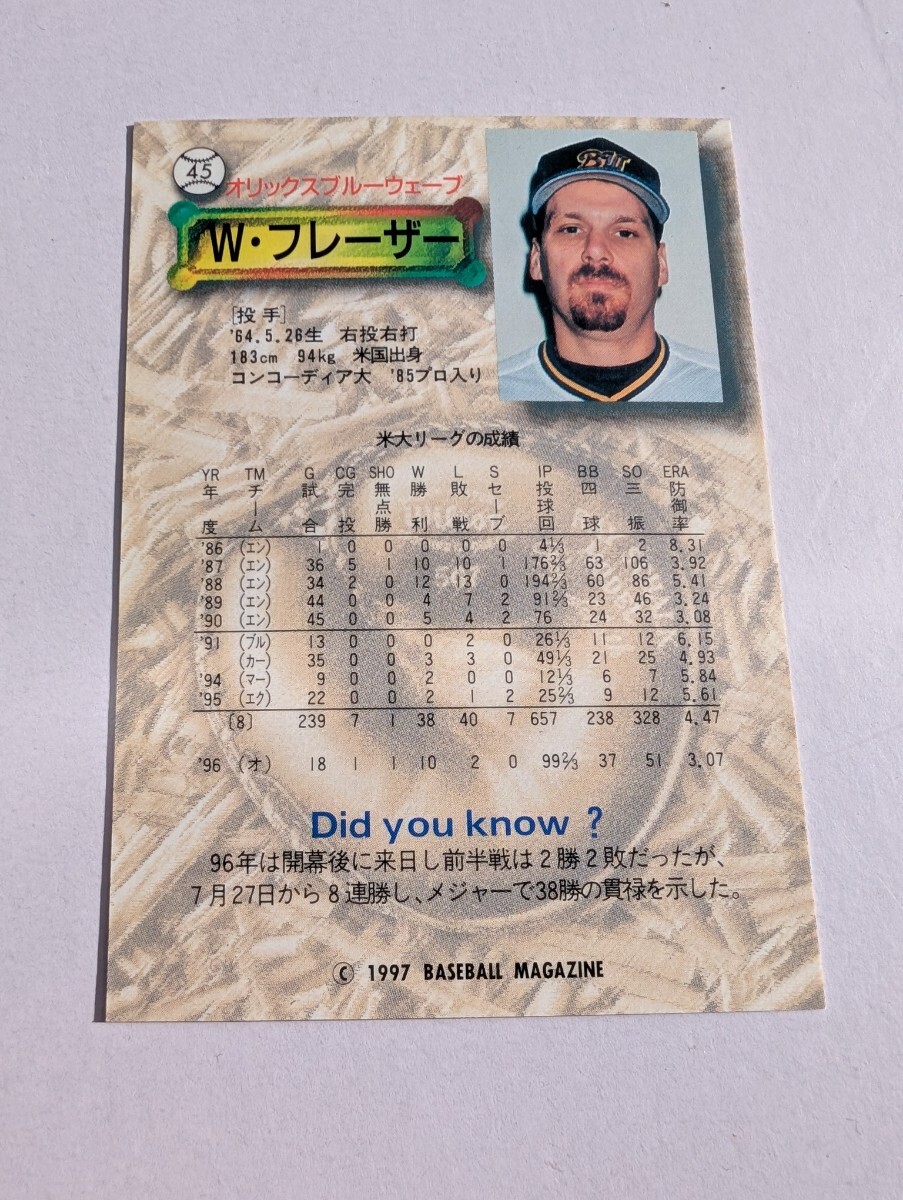 45
オリックスブルーウェーブ
W・フレーザー
[投手]
'64.5.26生 右投右打
183cm 94kg 米国出身
コンコーディア大 '85プロ入り
米大リーグの成績
YR TM G CG SHO W L S IP BB SO ERA
年度 チーム 試合 完投 無点勝 勝利 敗戦 セーブ 投球回 四球 三振 防御率
'86 (エン) 1 0 0 0 0 0 4⅓ 1 2 8.31
'87 (エン) 36 5 1 10 10 1 176⅔ 63 106 3.92
'88 (エン) 34 2 0 12 13 0 194⅔ 60 86 5.41
'89 (エン) 44 0 0 4 7 2 91⅔ 23 46 3.24
'90 (エン) 45 0 0 5 4 2 76 24 32 3.08
'91 (ブル) 13 0 0 0 2 0 26⅓ 11 12 6.15
(カー) 35 0 0 3 3 0 49⅓ 21 25 4.93
'94 (マー) 9 0 0 2 0 0 12⅓ 6 7 5.84
'95 (エク) 22 0 0 2 1 2 25⅔ 9 12 5.61
〔8〕 239 7 1 38 40 7 657 238 328 4.47
'96 (オ) 18 1 1 10 2 0 99⅔ 37 51 3.07
Did you know ?
96年は開幕後に来日し前半戦は2勝2敗だったが、
7月27日から8連勝し、メジャーで38勝の貫禄を示した。
© 1997 BASEBALL MAGAZINE